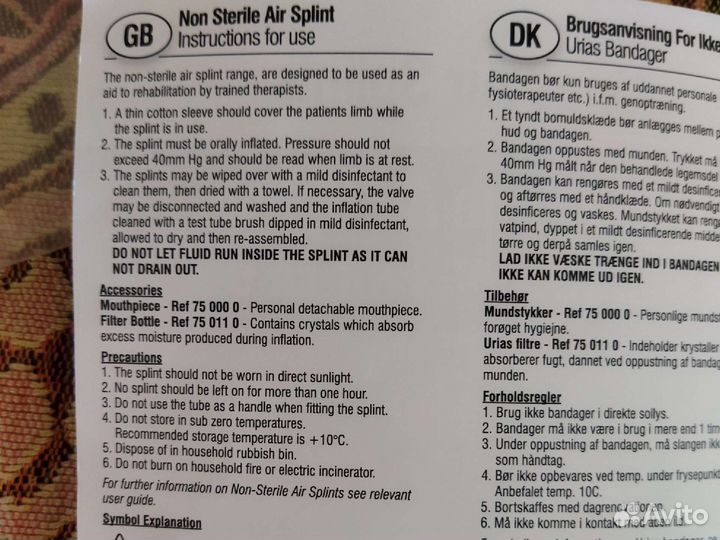 GB
Non Sterile Air Splint
Instructions for use
The non-sterile air splint range, are designed to be used as an
aid to rehabilitation by trained therapists.
1. A thin cotton sleeve should cover the patients limb while
the splint is in use.
2. The splint must be orally inflated. Pressure should not
exceed 40mm Hg and should be read when limb is at rest.
3. The splints may be wiped over with a mild disinfectant to
clean them, then dried with a towel. If necessary, the valve
may be disconnected and washed and the inflation tube
cleaned with a test tube brush dipped in mild disinfectant,
allowed to dry and then re-assembled.
DO NOT LET FLUID RUN INSIDE THE SPLINT AS IT CAN
NOT DRAIN OUT.
Accessories
Mouthpiece - Ref 75 000 0 - Personal detachable mouthpiece.
Filter Bottle - Ref 75 011 0 - Contains crystals which absorb
excess moisture produced during inflation.
Precautions
1. The splint should not be worn in direct sunlight.
2. No splint should be left on for more than one hour.
3. Do not use the tube as a handle when fitting the splint.
4. Do not store in sub zero temperatures.
Recommended storage temperature is +10°C.
5. Dispose of in household rubbish bin.
6. Do not burn on household fire or electric incinerator.
For further information on Non-Sterile Air Splints see relevant
user guide.
Symbol Explanation
DK
Brugsanvisning For Ikke
Urias Bandager
Bandagen bør kun bruges af uddannet personale
fysioterapeuter etc.) i.f.m. genoptræning.
1. Et tyndt bomuldsklæde bør anlægges mellem
hud og bandagen.
2. Bandagen oppustes med munden. Trykket må
40mm Hg målt når den behandlede legemsdel
3. Bandagen kan rengøres med et mildt
og aftørres med et håndklæde. Om nødvendigt
desinficeres og vaskes. Mundstykket kan
vatpind, dyppet i et mildt desinficerende
tørre og derpå samles igen.
LAD IKKE VÆSKE TRÆNGE IND I BANDAGEN
IKKE KAN KOMME UD IGEN.
Tilbehør
Mundstykker - Ref 75 000 0 - Personlige
forøget hygiejne.
Urias filtre - Ref 75 011 0 - Indeholder krystaller
absorberer fugt, dannet ved oppustning af
munden.
Forholdsregler
1. Brug ikke bandager i direkte sollys.
2. Bandager må ikke være i brug i mere end 1
3. Under oppustning af bandagen, må slangen
som håndtag.
4. Bør ikke opbevares ved temp. under
Anbefalet temp. 10C.
5. Bortskaffes med
6. Må ikke komme i kontakt med
Avito